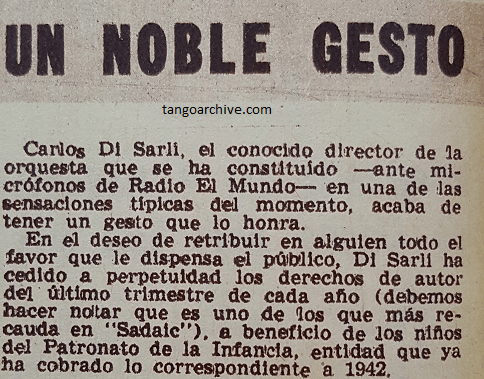 UN NOBLE GESTO
tangoarchive.com
Carlos Di Sarli, el conocido director de la
orquesta que se ha constituído —ante mi-
crófonos de Radio El Mundo— en una de las
sensaciones típicas del momento, acaba de
tener un gesto que lo honra.
En el deseo de retribuir en alguien todo el
favor que le dispensa el público, Di Sarli ha
cedido a perpetuidad los derechos de autor
del último trimestre de cada año (debemos
hacer notar que es uno de los que más re-
cauda en "Sadaic"), a beneficio de los niños
del Patronato de la Infancia, entidad que ya
ha cobrado lo correspondiente a 1942.